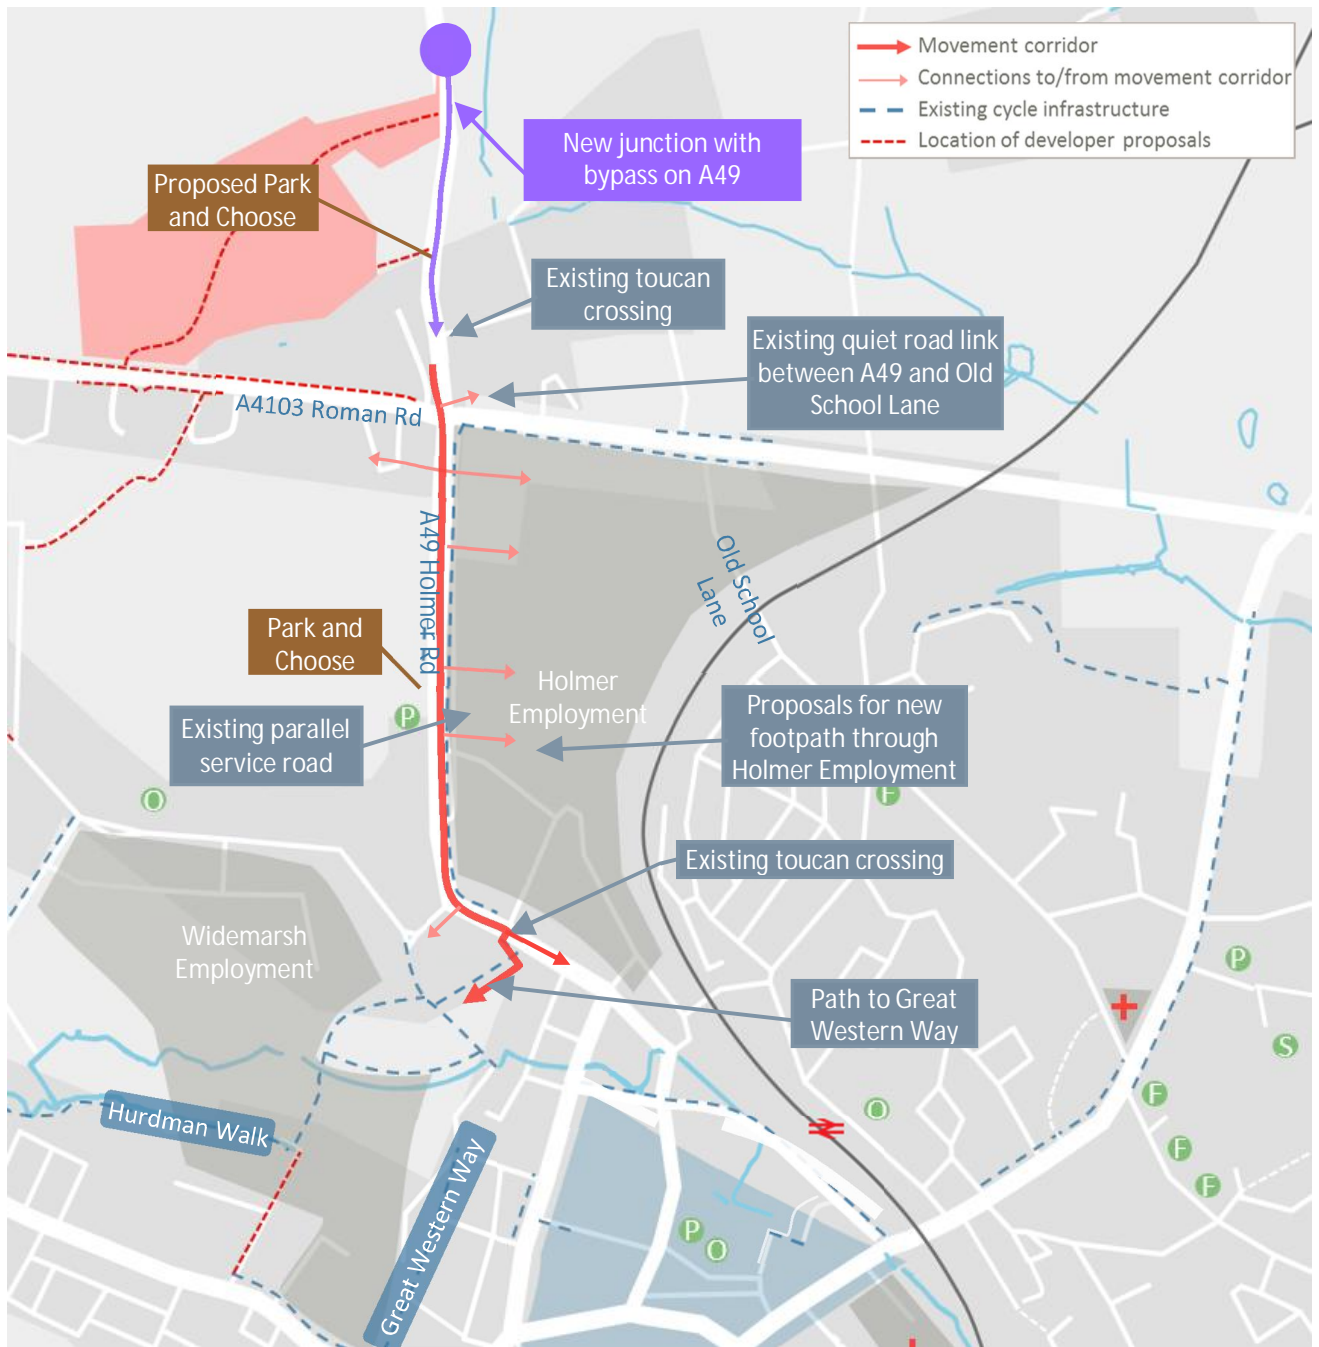 Movement corridor
Connections to/from movement corridor
Existing cycle infrastructure
Location of developer proposals
New junction with
bypass on A49
Proposed Park
and Choose
Existing toucan
crossing
Existing quiet road link
between A49 and Old
School Lane
A4103 Roman Rd
A49 Holmer Rd
Old School
Lane
Park and
Choose
Holmer
Employment
P
Existing parallel
service road
Proposals for new
footpath through
Holmer Employment
O
F
Existing toucan crossing
Widemarsh
Employment
P
Path to Great
Western Way
S
F
O
Hurdman Walk
F
F
Great Western Way
P
O